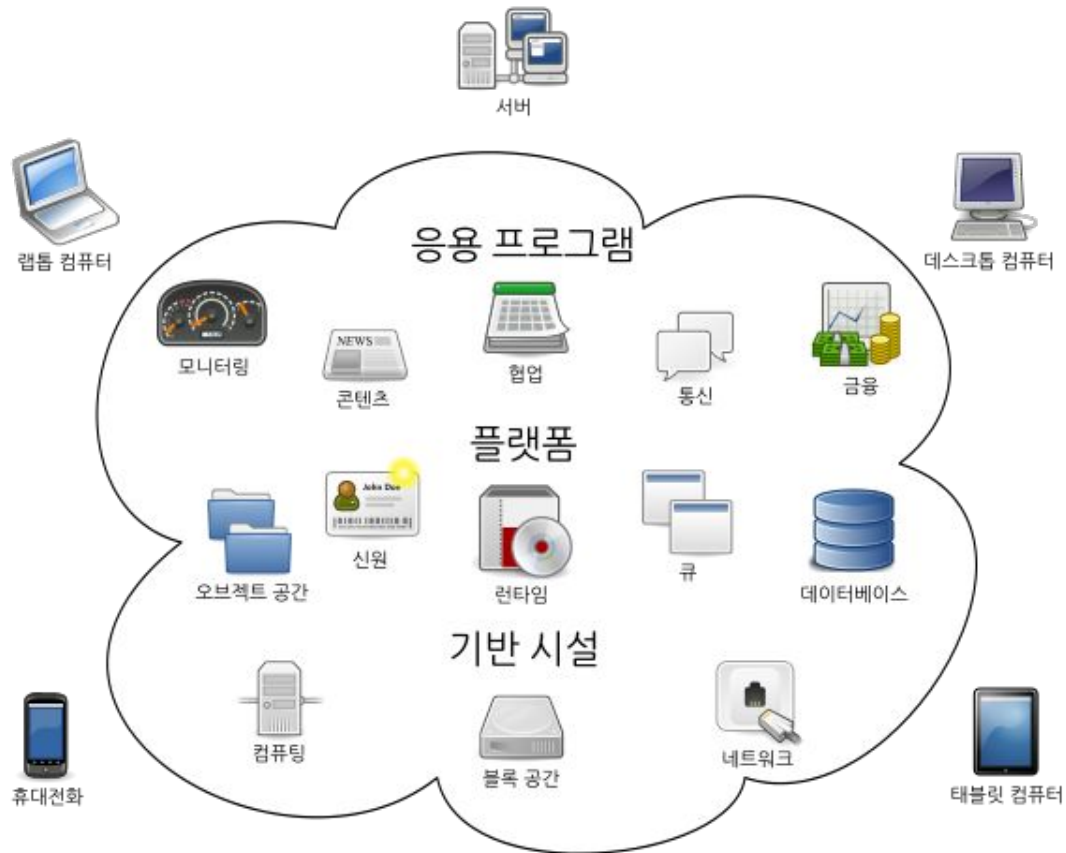 서버
랩톱 컴퓨터
데스크톱 컴퓨터
응용 프로그램
모니터링
NEWS
콘텐츠
협업
통신
금융
플랫폼
John Doe
오브젝트 공간
신원
런타임
큐
데이터베이스
기반 시설
컴퓨팅
블록 공간
네트워크
휴대전화
태블릿 컴퓨터